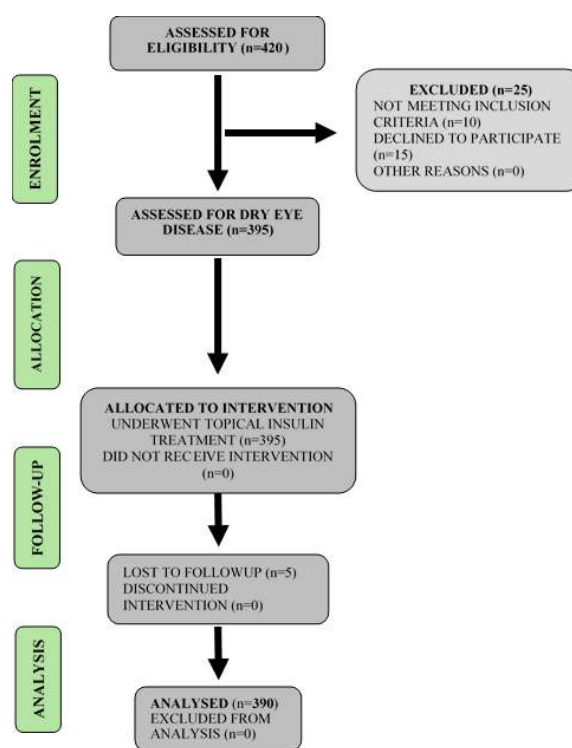 ASSESSED FOR
ELIGIBILITY (n=420)
ENROLMENT
EXCLUDED (n=25)
NOT MEETING INCLUSION
CRITERIA (n=10)
DECLINED TO PARTICIPATE
(n=15)
OTHER REASONS (n=0)
ASSESSED FOR DRY EYE
DISEASE (n=395)
ALLOCATION
ALLOCATED TO INTERVENTION
UNDERWENT TOPICAL INSULIN
TREATMENT (n=395)
DID NOT RECEIVE INTERVENTION
(n=0)
FOLLOW-UP
LOST TO FOLLOWUP (n=5)
DISCONTINUED
INTERVENTION (n=0)
ANALYSIS
ANALYSED (n=390)
EXCLUDED FROM
ANALYSIS (n=0)